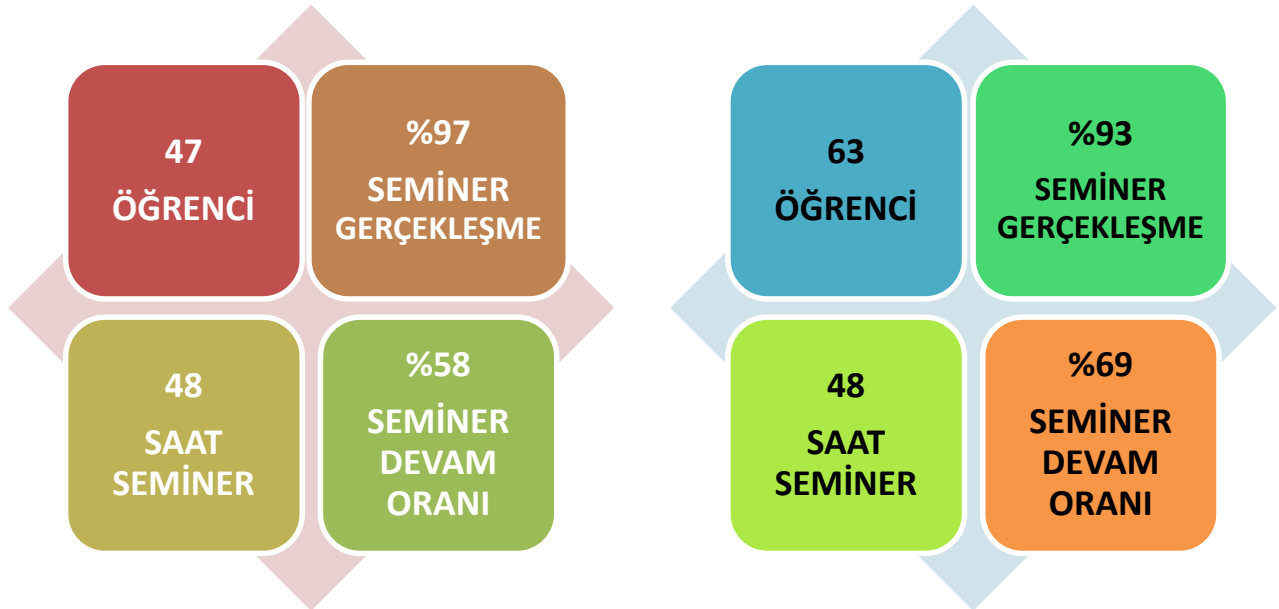 47
ÖĞRENCİ
%97
SEMİNER
GERÇEKLEŞME
48
SAAT
SEMİNER
%58
SEMİNER
DEVAM
ORANI
63
ÖĞRENCİ
%93
SEMİNER
GERÇEKLEŞME
48
SAAT
SEMİNER
%69
SEMİNER
DEVAM
ORANI